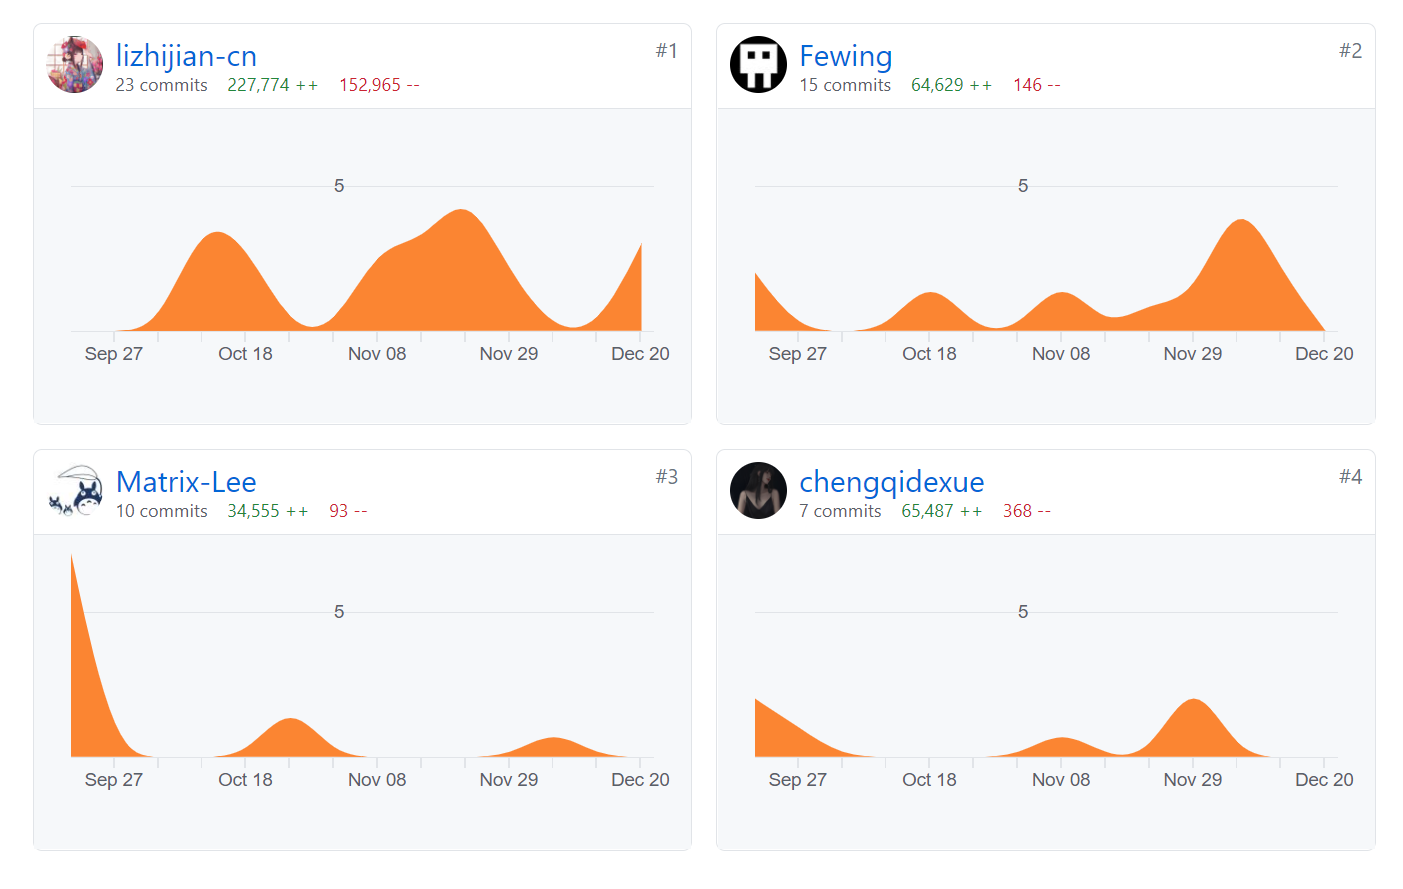 lizhijian-cn #1
23 commits 227,774 ++ 152,965 --
5
Sep 27 Oct 18 Nov 08 Nov 29 Dec 20
Fewing #2
15 commits 64,629 ++ 146 --
5
Sep 27 Oct 18 Nov 08 Nov 29 Dec 20
Matrix-Lee #3
10 commits 34,555 ++ 93 --
5
Sep 27 Oct 18 Nov 08 Nov 29 Dec 20
chengqidexue #4
7 commits 65,487 ++ 368 --
5
Sep 27 Oct 18 Nov 08 Nov 29 Dec 20